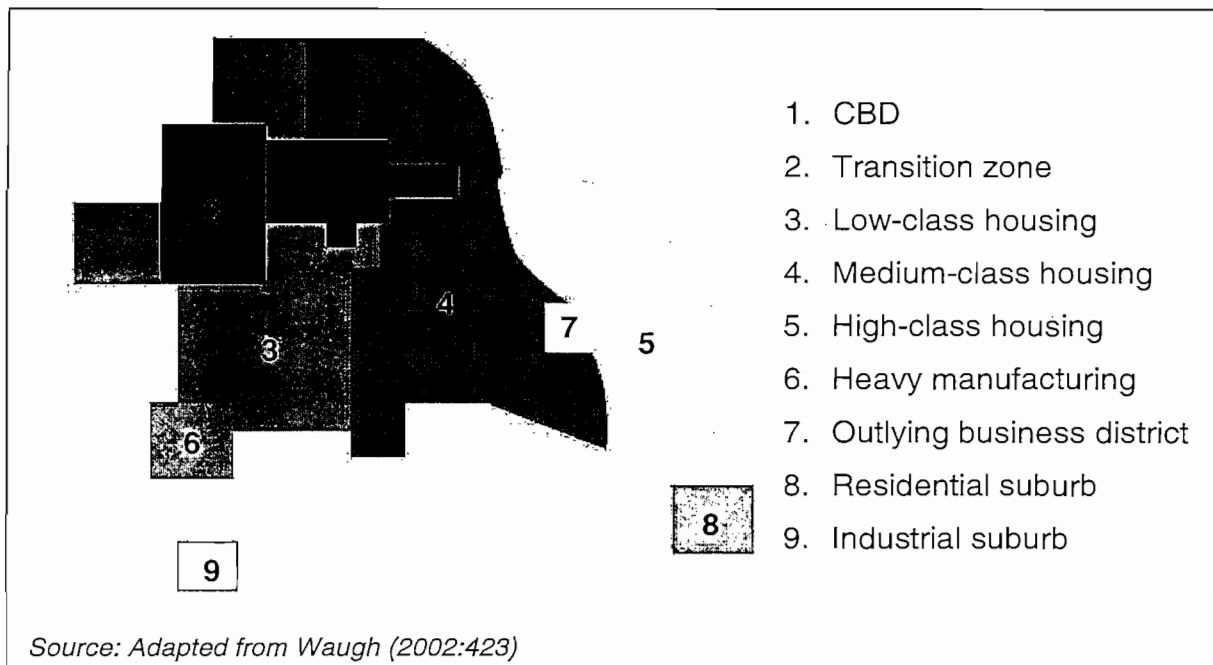 1. CBD
2. Transition zone
3. Low-class housing
4. Medium-class housing
5. High-class housing
6. Heavy manufacturing
7. Outlying business district
8. Residential suburb
9. Industrial suburb
4
7
5
3
6
8
9
Source: Adapted from Waugh (2002:423)